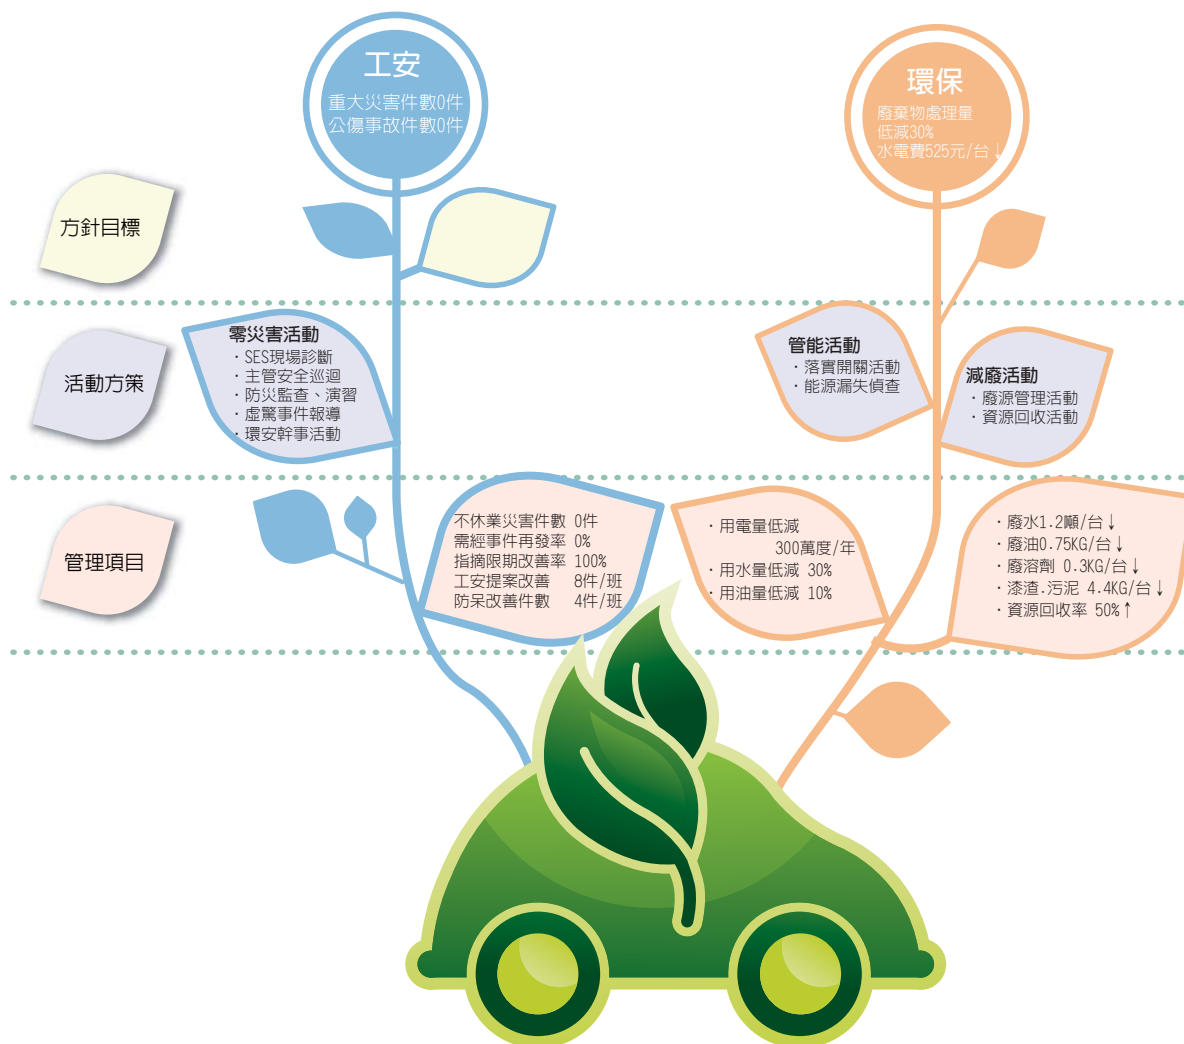 工安
重大災害件數0件
公傷事故件數0件
環保
廢棄物處理量
低減30%
水電費525元/台↓
方針目標
活動方策
零災害活動
·SES現場診斷
·主管安全巡迴
·防災監查、演習
·虛驚事件報導
·環安幹事活動
管能活動
·落實開關活動
·能源漏失偵查
減廢活動
·廢源管理活動
·資源回收活動
管理項目
不休業災害件數 0件
需經事件再發率 0%
指摘限期改善率 100%
工安提案改善 8件/班
防呆改善件數 4件/班
·用電量低減
300萬度/年
·用水量低減 30%
·用油量低減 10%
·廢水1.2噸/台↓
·廢油0.75KG/台↓
·廢溶劑 0.3KG/台↓
·漆渣.污泥 4.4KG/台↓
·資源回收率 50%↑